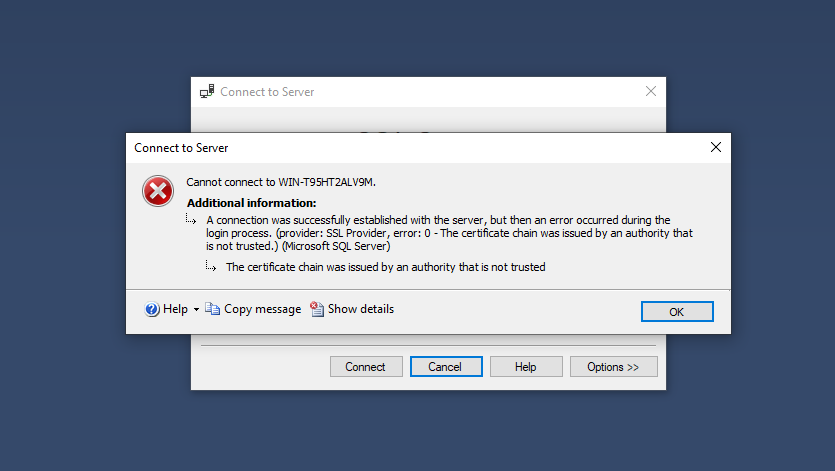 Connect to Server
Connect to Server
Cannot connect to WIN-T95HT2ALV9M.
Additional information:
A connection was successfully established with the server, but then an error occurred during the
login process. (provider: SSL Provider, error: 0 - The certificate chain was issued by an authority that
is not trusted.) (Microsoft SQL Server)
The certificate chain was issued by an authority that is not trusted
Help
Copy message
Show details
OK
Connect
Cancel
Help
Options >>